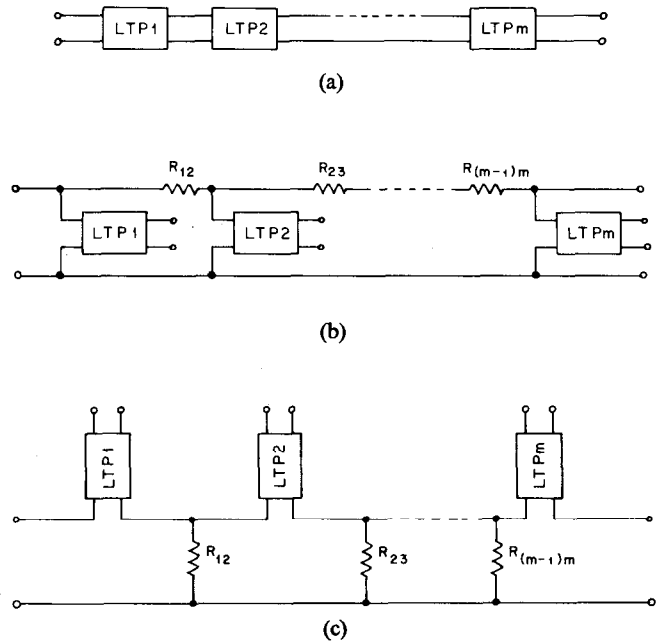 LTP1 LTP2 LTPm
(a)
R12 R23 R(m-1)m
LTP1 LTP2 LTPm
(b)
LTP1 LTP2 LTPm
R12 R23 R(m-1)m
(c)